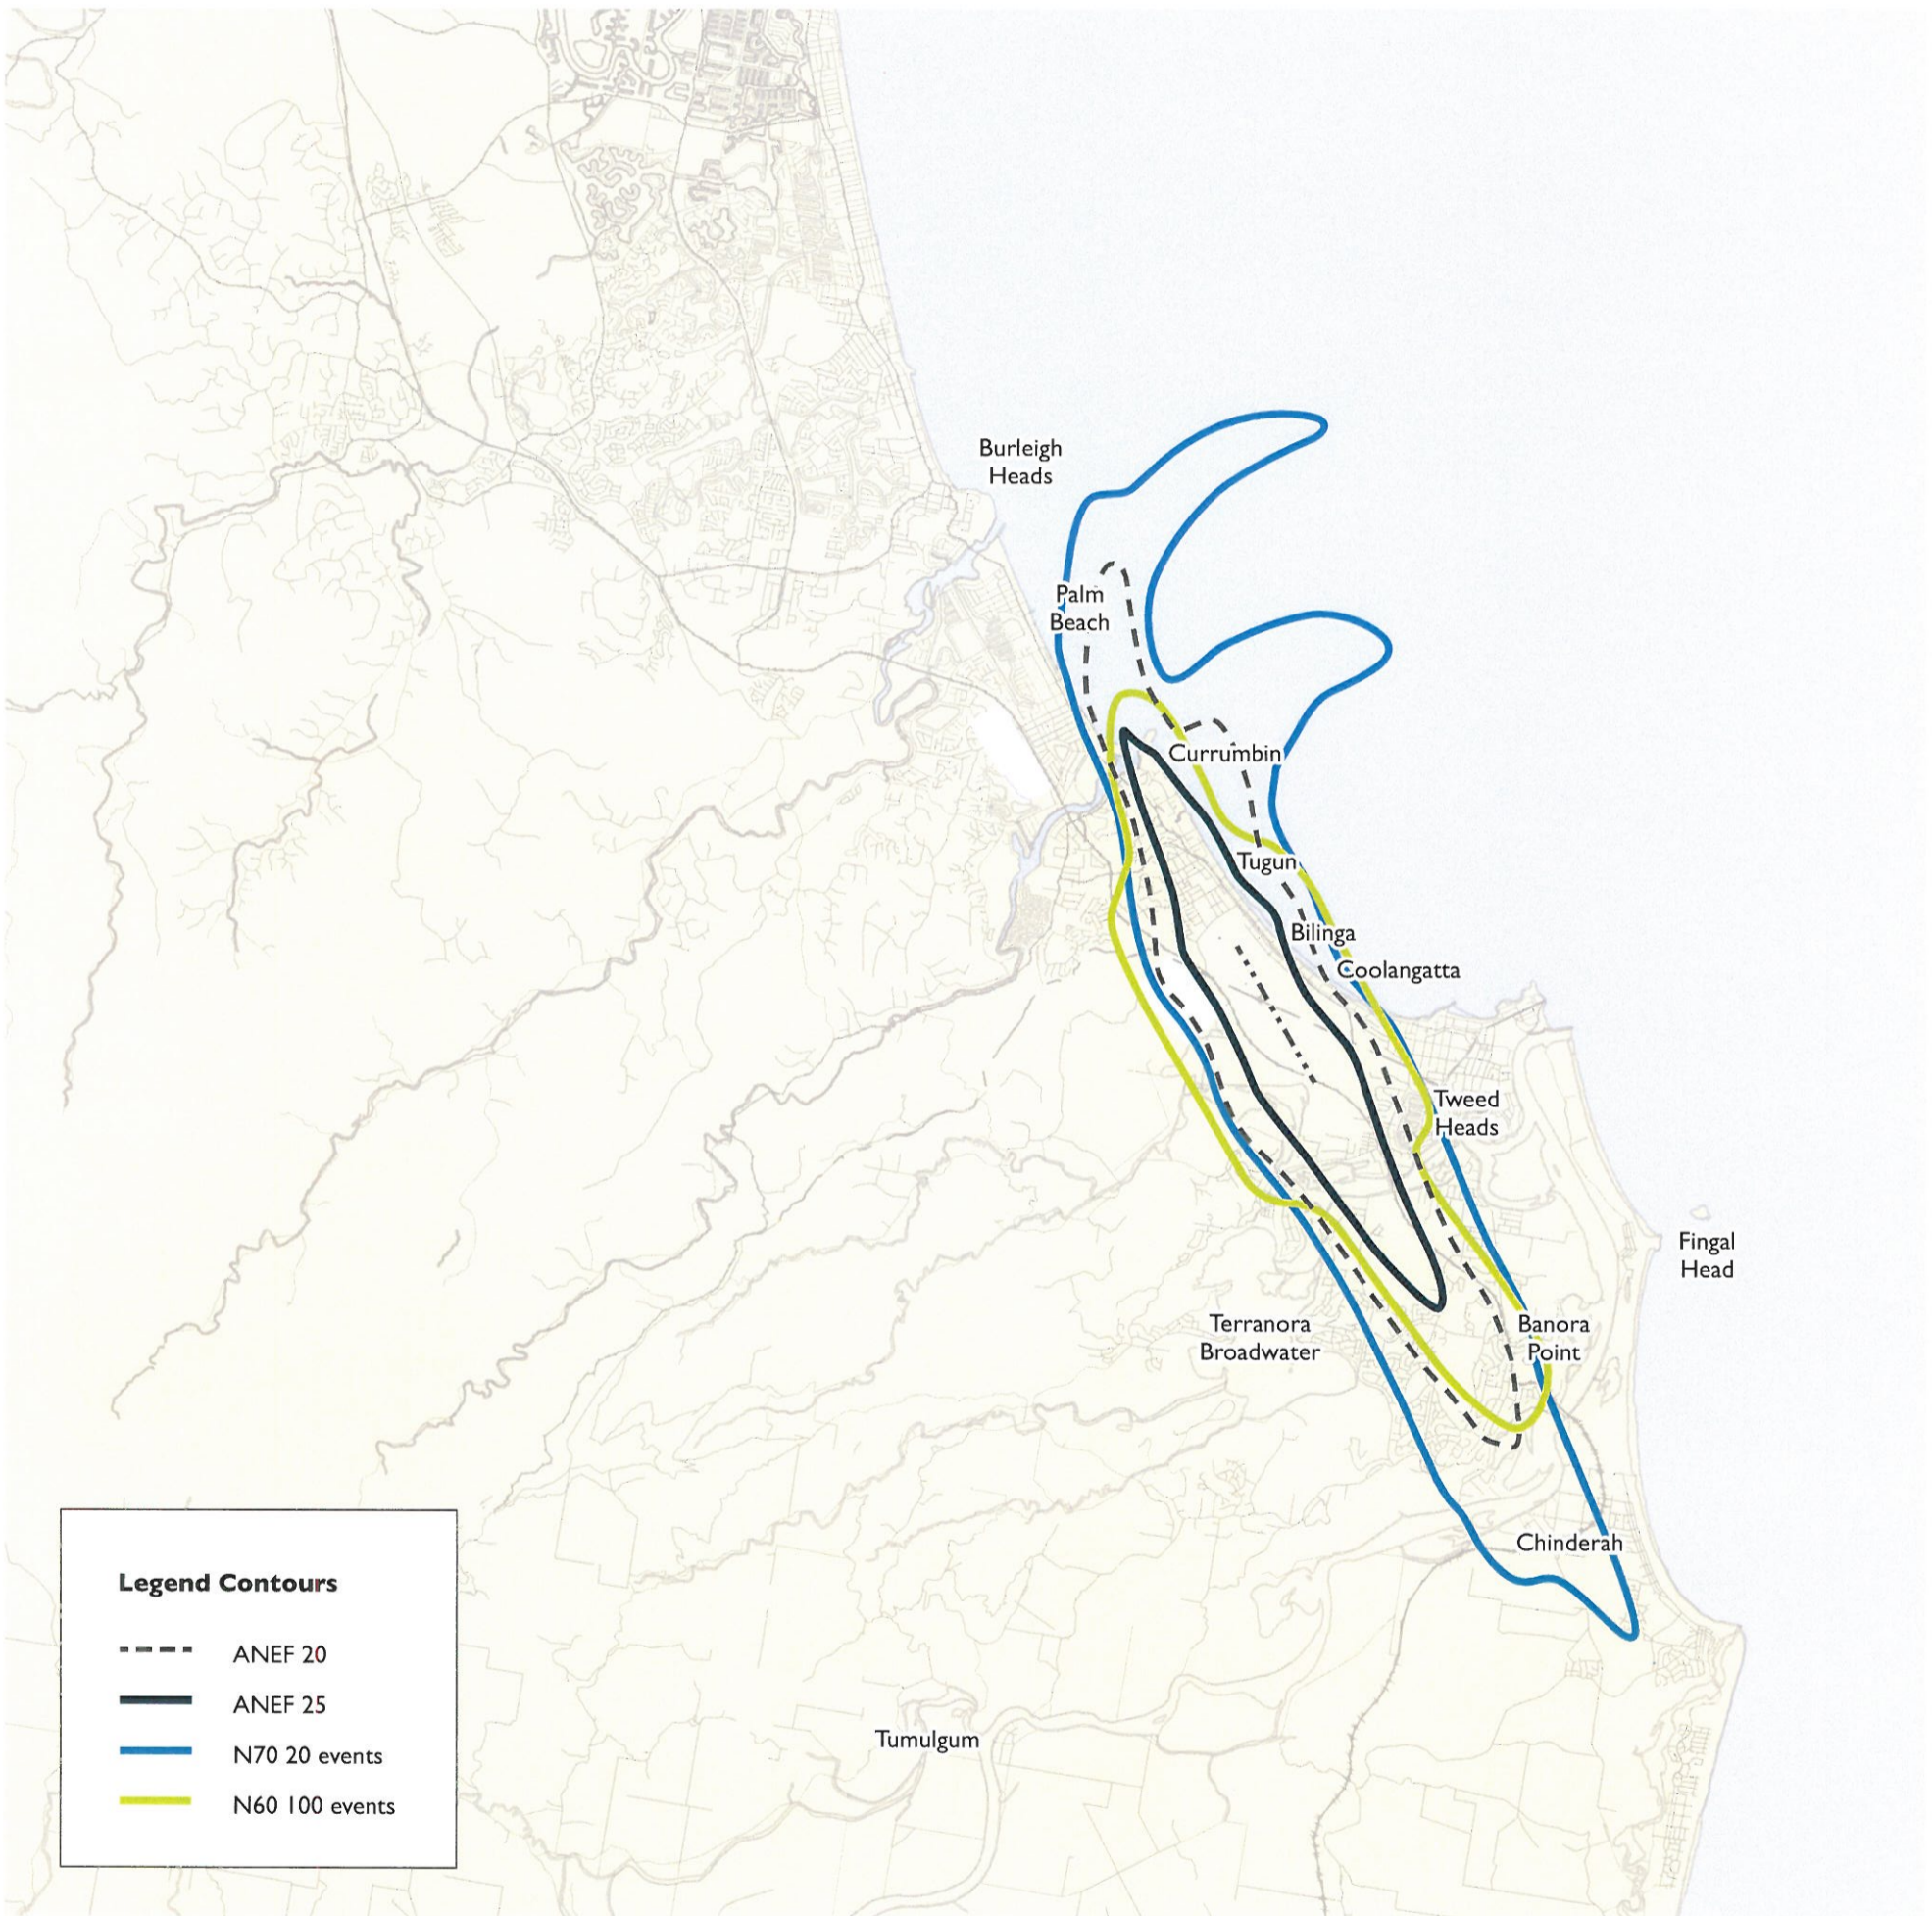 Burleigh
Heads
Palm
Beach
Currumbin
Tugun
Bilinga
Coolangatta
Tweed
Heads
Fingal
Head
Terranora
Broadwater
Banora
Point
Chinderah
Tumulgum
Legend Contours
ANEF 20
ANEF 25
N70 20 events
N60 100 events